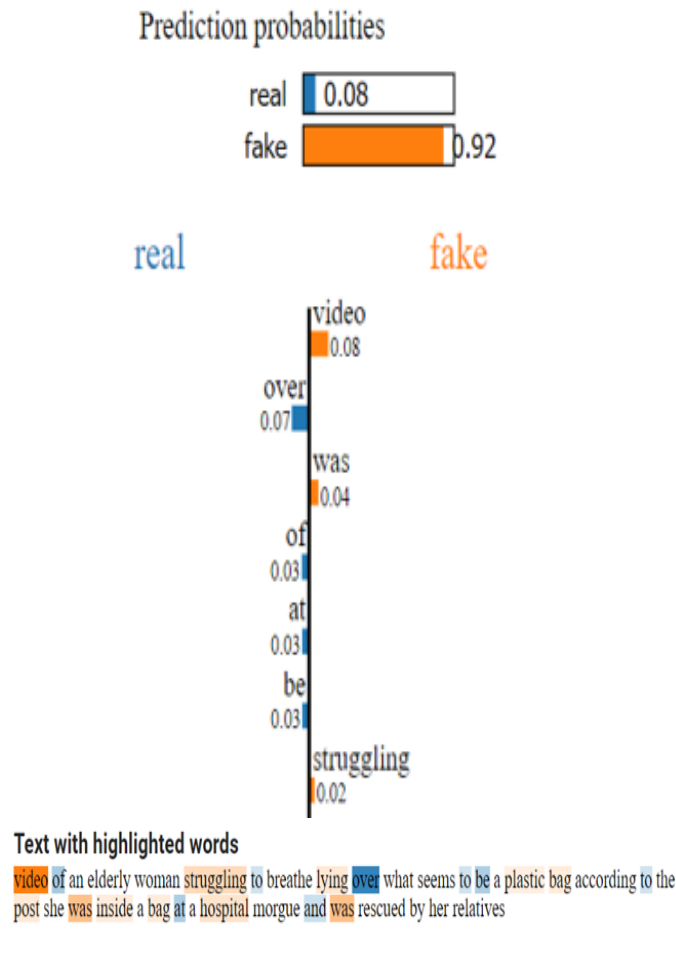 Prediction probabilities
real 0.08
fake 0.92
real fake
video
0.08
over
0.07
was
0.04
of
0.03
at
0.03
be
0.03
struggling
0.02
Text with highlighted words
video of an elderly woman struggling to breathe lying over what seems to be a plastic bag according to the
post she was inside a bag at a hospital morgue and was rescued by her relatives